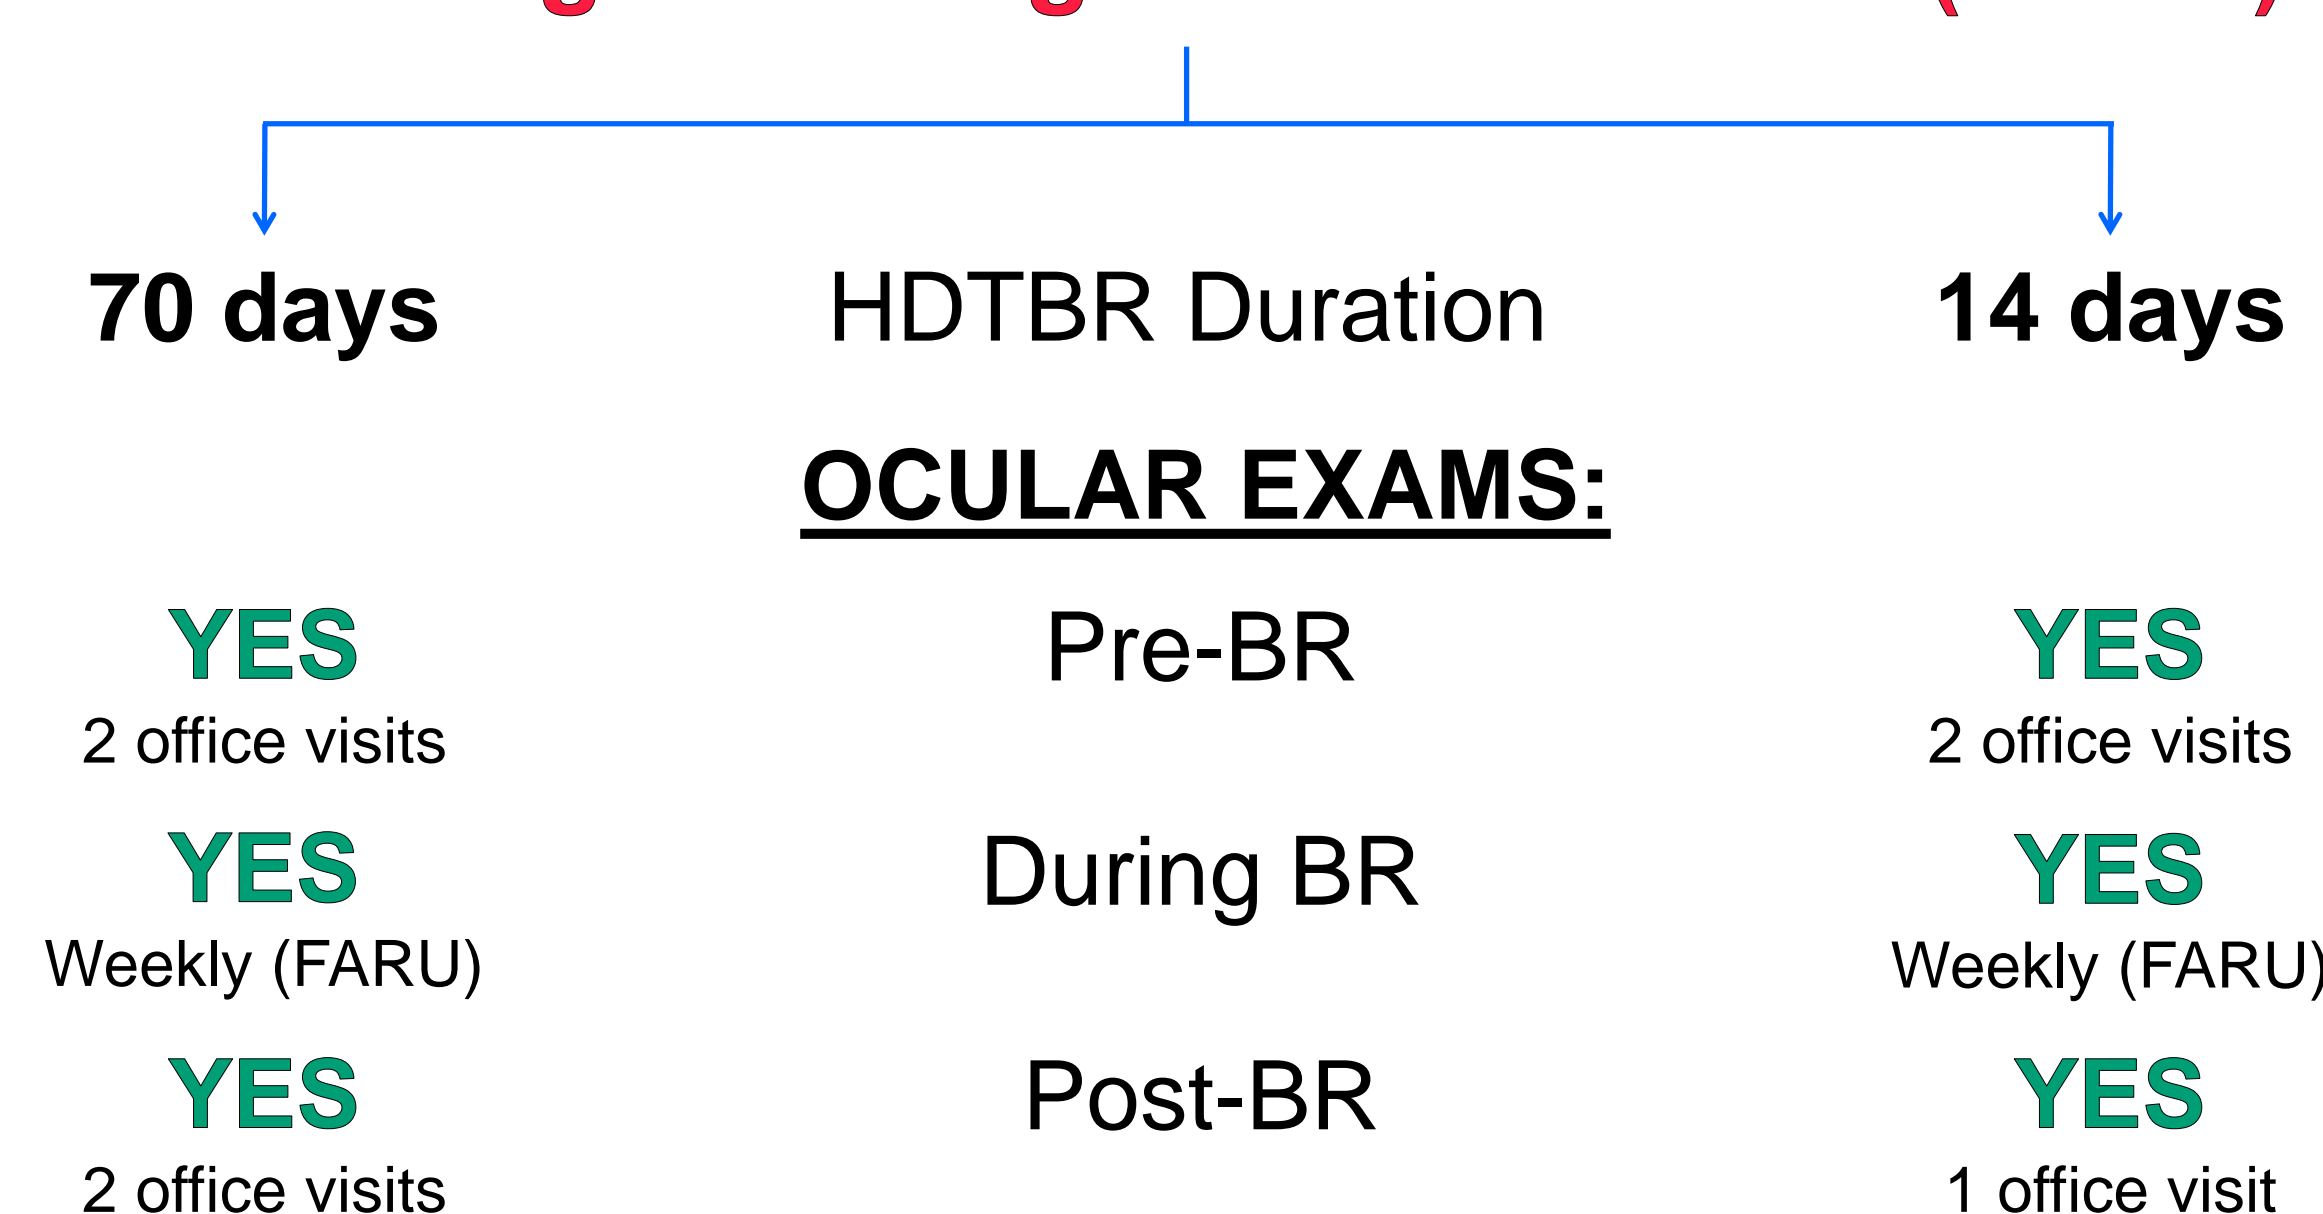 70 days HDTBR Duration 14 days
OCULAR EXAMS:
YES Pre-BR YES
2 office visits 2 office visits
YES During BR YES
Weekly (FARU) Weekly (FARU)
YES Post-BR YES
2 office visits 1 office visit